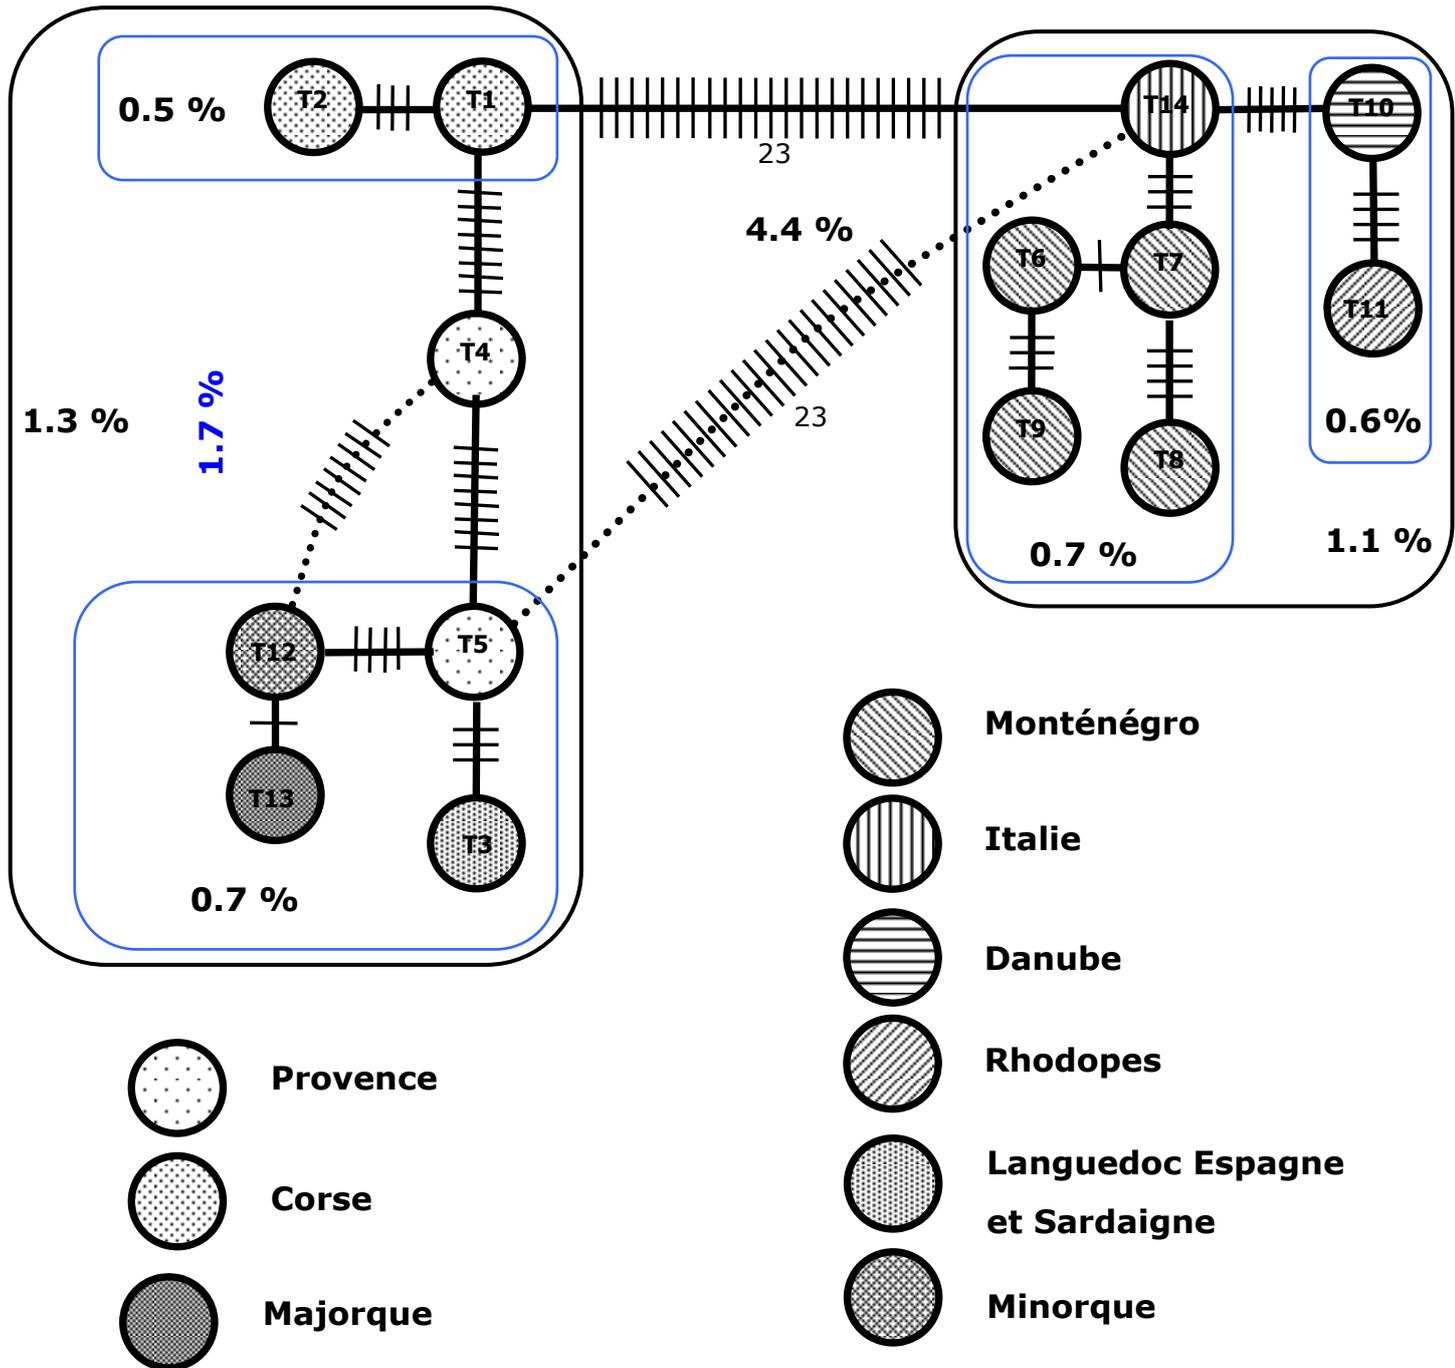 T2
T1
T14
T10
0.5 %
23
4.4 %
T6
T7
T11
T4
1.3 %
1.7 %
23
T9
T8
0.6%
0.7 %
1.1 %
T12
T5
T13
T3
0.7 %
Monténégro
Italie
Danube
Rhodopes
Languedoc Espagne
et Sardaigne
Minorque
Provence
Corse
Majorque